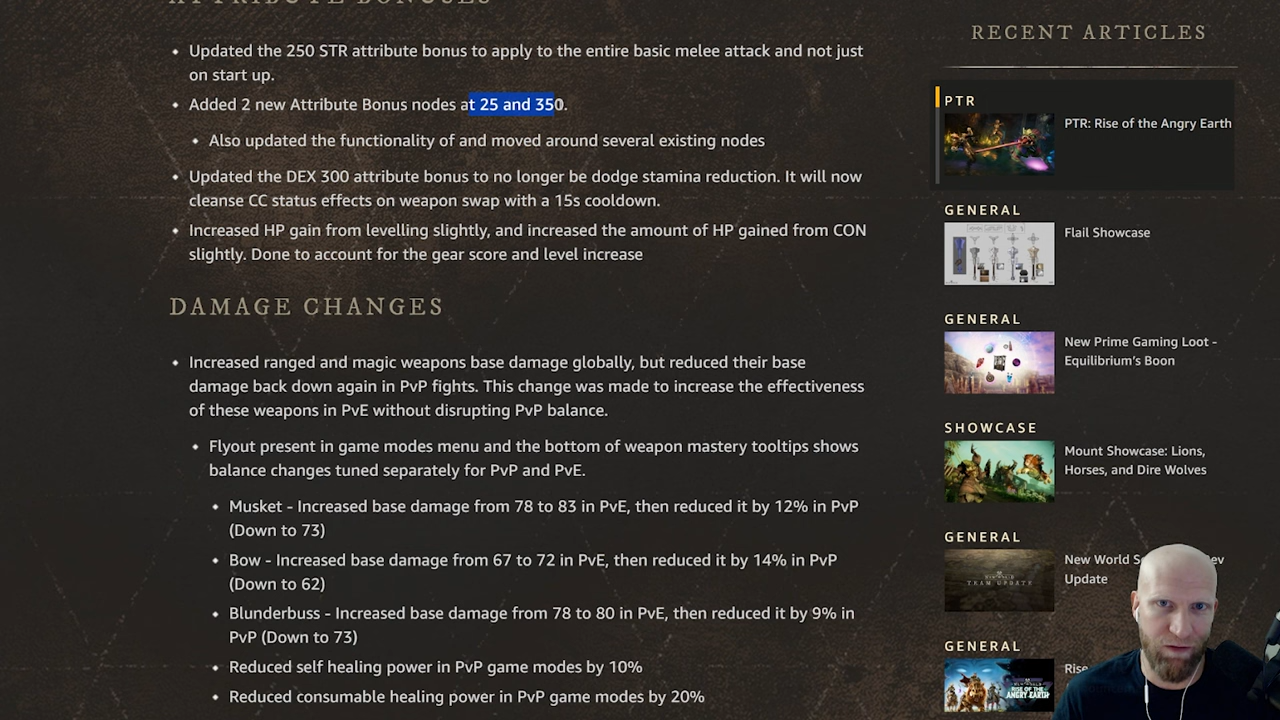 ATTRIBUTE BONUSES
Updated the 250 STR attribute bonus to apply to the entire basic melee attack and not just
on start up.
Added 2 new Attribute Bonus nodes at 25 and 350.
Also updated the functionality of and moved around several existing nodes
Updated the DEX 300 attribute bonus to no longer be dodge stamina reduction. It will now
cleanse CC status effects on weapon swap with a 15s cooldown.
Increased HP gain from levelling slightly, and increased the amount of HP gained from CON
slightly. Done to account for the gear score and level increase
DAMAGE CHANGES
Increased ranged and magic weapons base damage globally, but reduced their base
damage back down again in PvP fights. This change was made to increase the effectiveness
of these weapons in PvE without disrupting PvP balance.
Flyout present in game modes menu and the bottom of weapon mastery tooltips shows
balance changes tuned separately for PvP and PvE.
Musket - Increased base damage from 78 to 83 in PvE, then reduced it by 12% in PvP
(Down to 73)
Bow - Increased base damage from 67 to 72 in PvE, then reduced it by 14% in PvP
(Down to 62)
Blunderbuss - Increased base damage from 78 to 80 in PvE, then reduced it by 9% in
PvP (Down to 73)
Reduced self healing power in PvP game modes by 10%
Reduced consumable healing power in PvP game modes by 20%
RECENT ARTICLES
PTR
PTR: Rise of the Angry Earth
GENERAL
Flail Showcase
GENERAL
New Prime Gaming Loot -
Equilibrium's Boon
SHOWCASE
Mount Showcase: Lions,
Horses, and Dire Wolves
GENERAL
New World
Update
TEAM UPDATE
GENERAL
Rise
RISE OF THE
ANGRY EARTH